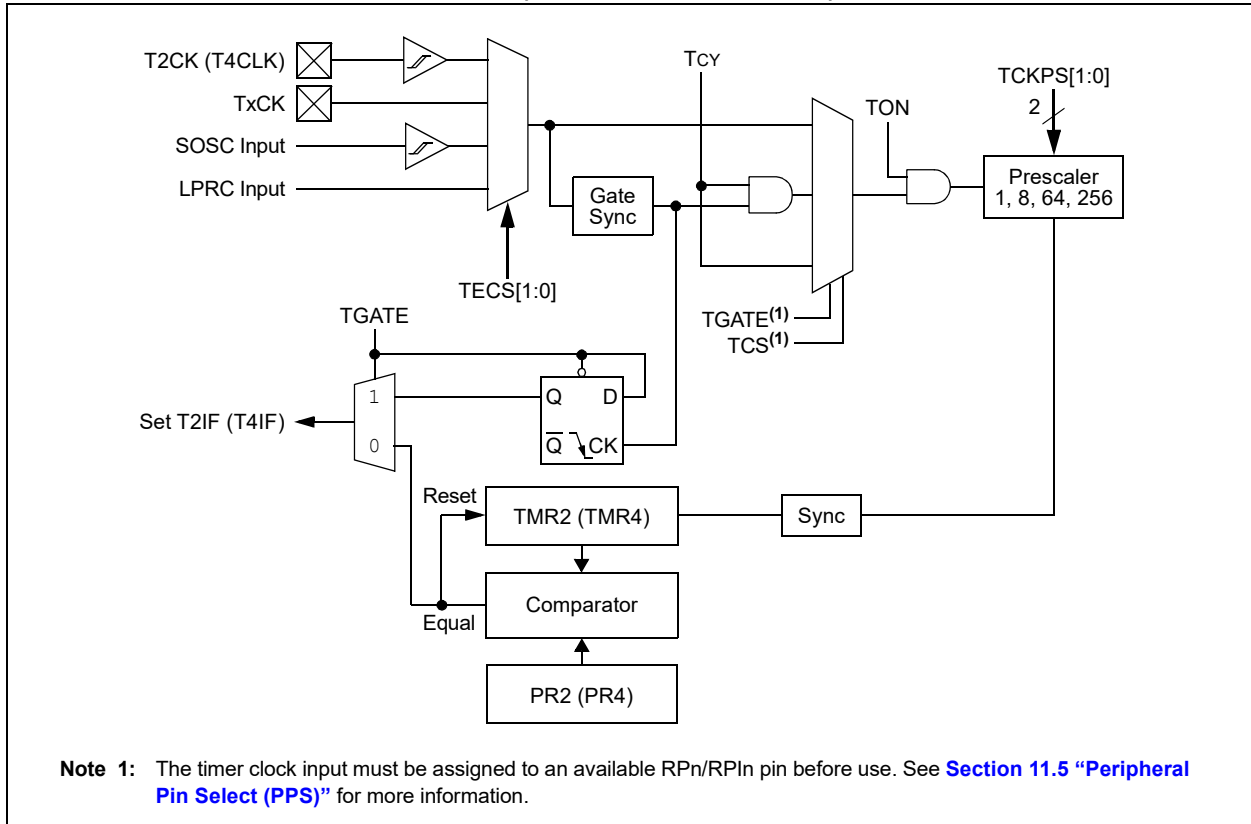 T2CK (T4CLK)
TxCK
SOSC Input
LPRC Input
TECS[1:0]
Gate
Sync
TCY
TGATE(1)
TCS(1)
TON
TCKPS[1:0]
2
Prescaler
1, 8, 64, 256
TGATE
1
0
Set T2IF (T4IF)
Q D
Q CK
Reset
TMR2 (TMR4)
Sync
Comparator
Equal
PR2 (PR4)
Note 1: The timer clock input must be assigned to an available RPn/RPIn pin before use. See Section 11.5 “Peripheral
Pin Select (PPS)” for more information.